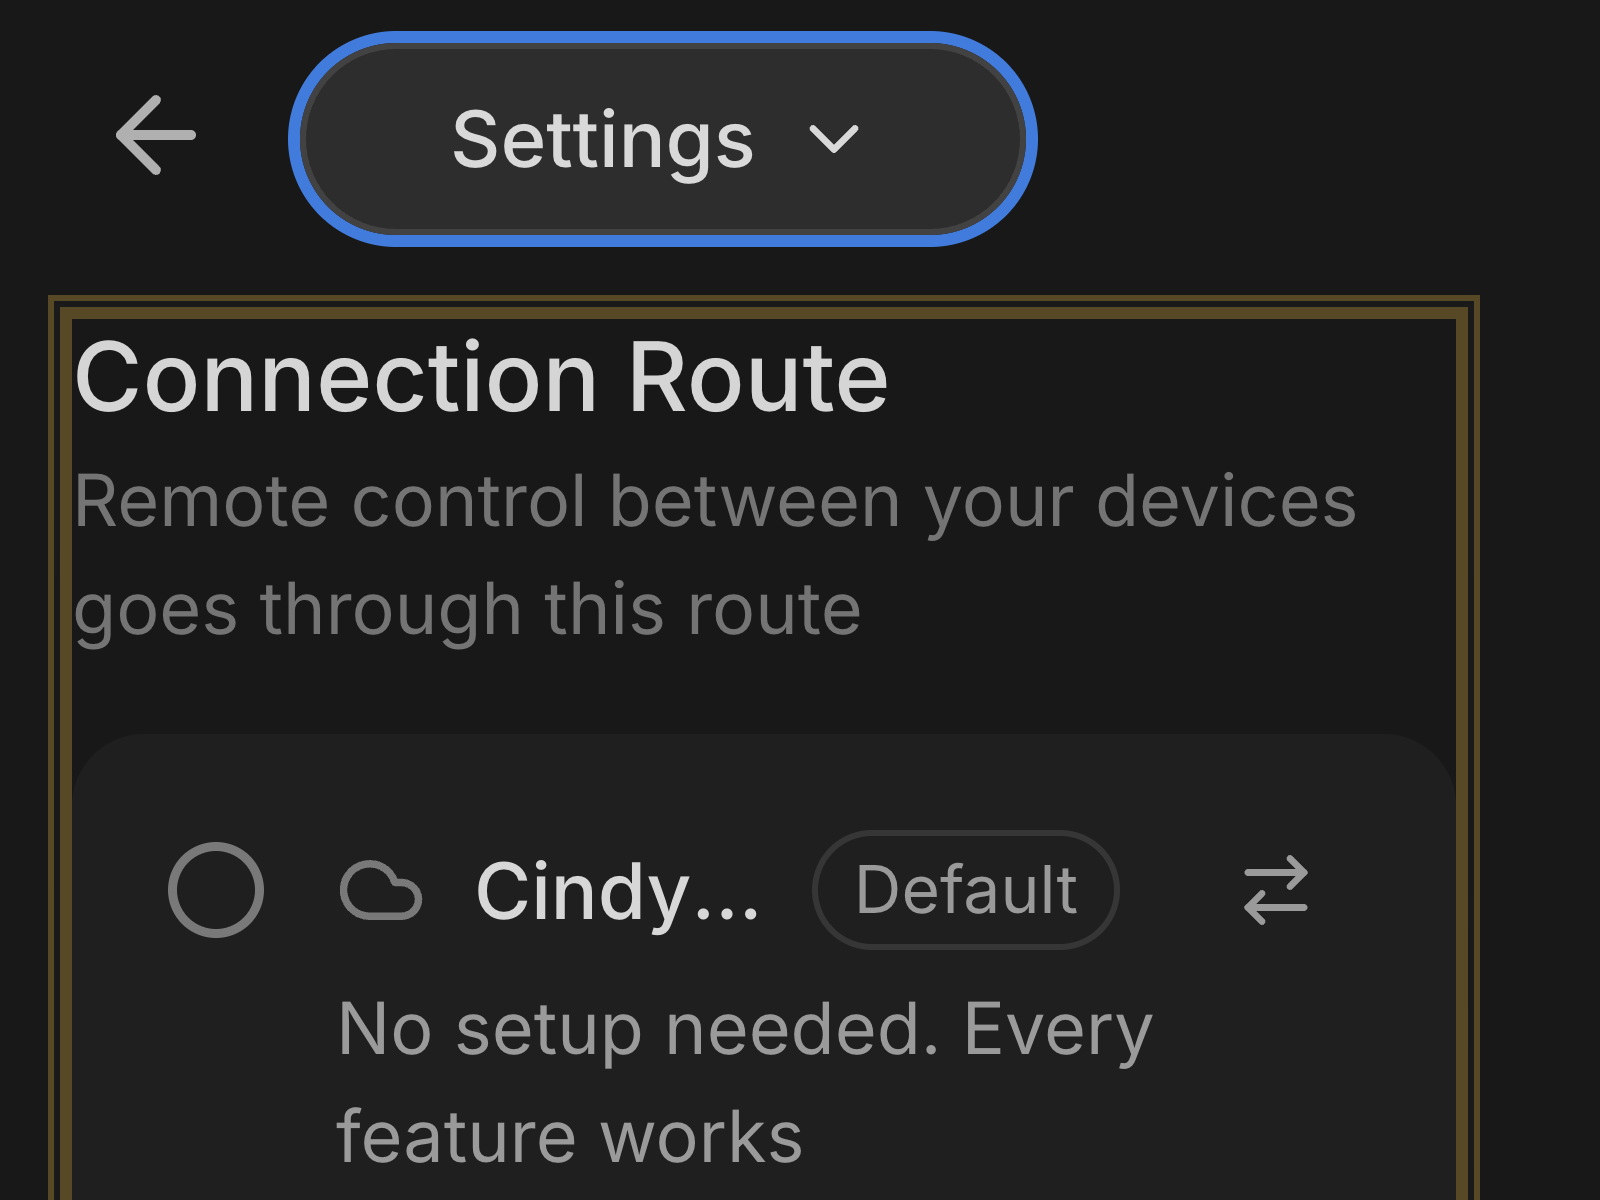 Settings
Connection Route
Remote control between your devices
goes through this route
Cindy...
Default
No setup needed. Every
feature works